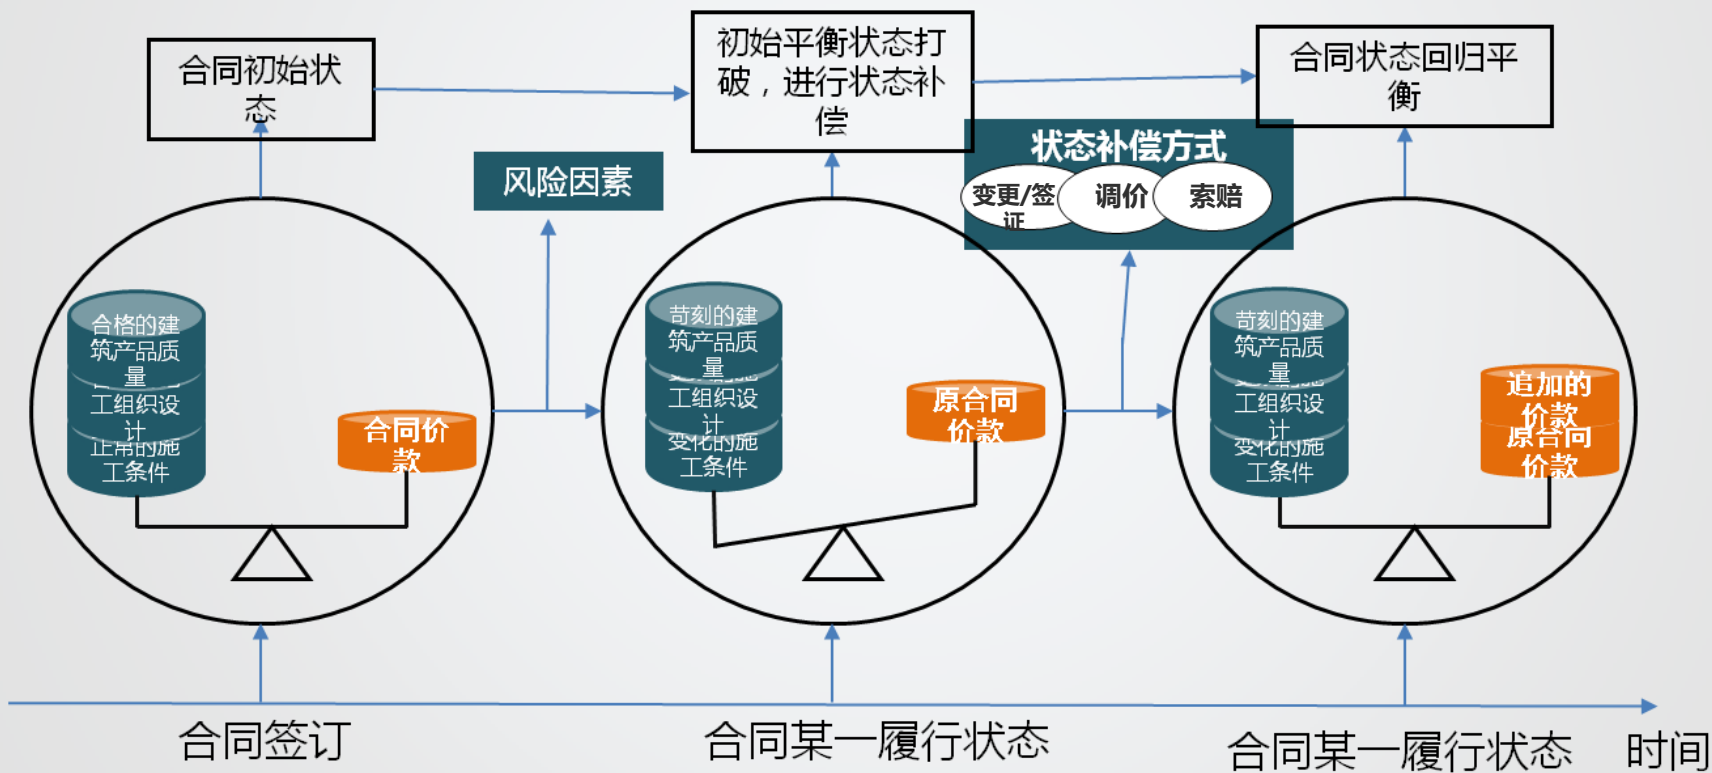 合同初始状
态
初始平衡状态打
破，进行状态补
偿
合同状态回归平
衡
风险因素
状态补偿方式
变更/签
证
调价
索赔
合格的建
筑产品质
量
工组织设
计
正常的施
工条件
合同价
款
苛刻的建
筑产品质
量
工组织设
计
变化的施
工条件
原合同
价款
苛刻的建
筑产品质
量
工组织设
计
变化的施
工条件
追加的
价款
原合同
价款
合同签订
合同某一履行状态
合同某一履行状态
时间